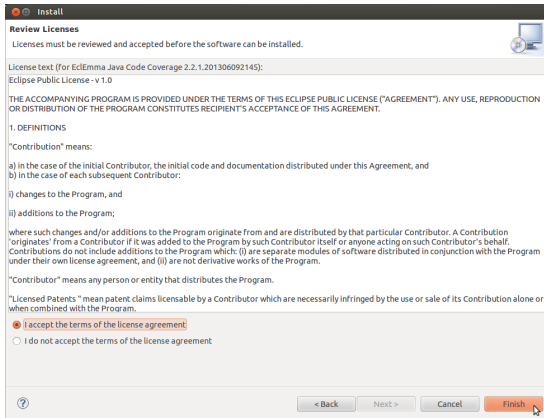 Install
Review Licenses
Licenses must be reviewed and accepted before the software can be installed.
License text (for EclEmma Java Code Coverage 2.2.1.201306092145):
Eclipse Public License - v 1.0
THE ACCOMPANYING PROGRAM IS PROVIDED UNDER THE TERMS OF THIS ECLIPSE PUBLIC LICENSE ("AGREEMENT"). ANY USE, REPRODUCTION
OR DISTRIBUTION OF THE PROGRAM CONSTITUTES RECIPIENT'S ACCEPTANCE OF THIS AGREEMENT.
1. DEFINITIONS
"Contribution" means:
a) in the case of the initial Contributor, the initial code and documentation distributed under this Agreement, and
b) in the case of each subsequent Contributor:
i) changes to the Program, and
ii) additions to the Program;
where such changes and/or additions to the Program originate from and are distributed by that particular Contributor. A Contribution
'originates' from a Contributor if it was added to the Program by such Contributor itself or anyone acting on such Contributor's behalf.
Contributions do not include additions to the Program which: (i) are separate modules of software distributed in conjunction with the Program
under their own license agreement, and (ii) are not derivative works of the Program.
"Contributor" means any person or entity that distributes the Program.
"Licensed Patents " mean patent claims licensable by a Contributor which are necessarily infringed by the use or sale of its Contribution alone or
when combined with the Program.
I accept the terms of the license agreement
I do not accept the terms of the license agreement
? < Back Next > Cancel Finish